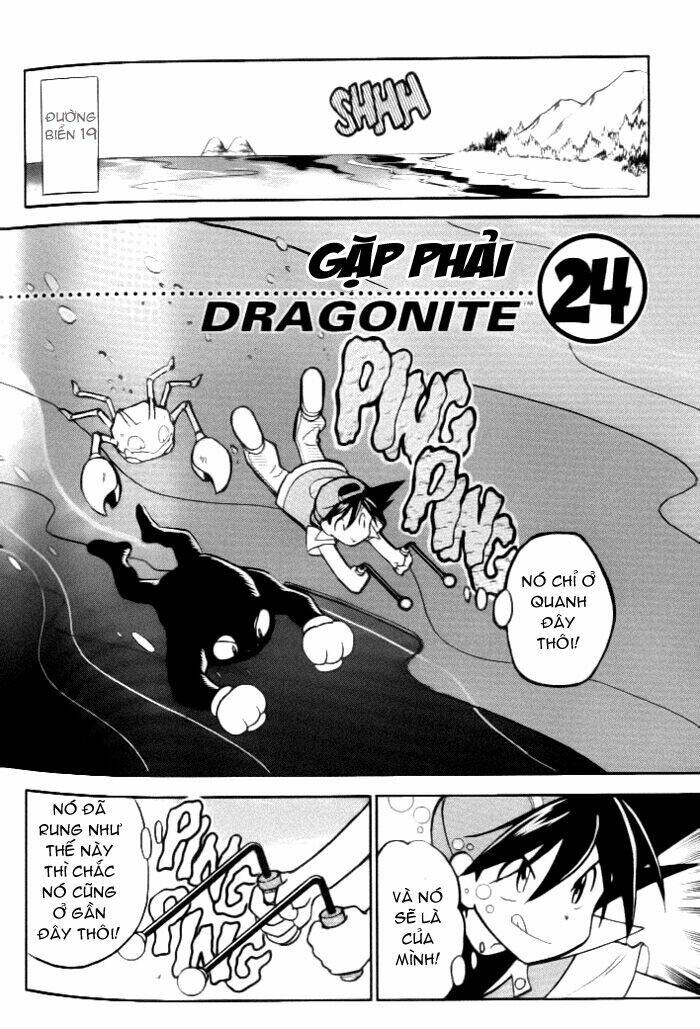 ĐƯỜNG
BIỂN 19
SHHH
GẶP PHẢI
24
DRAGONITE™
PING
PING
NÓ CHỈ Ở
QUANH
ĐÂY
THÔI!
NÓ ĐÃ
RUNG NHƯ
THẾ NÀY
THÌ CHẮC
NÓ CŨNG
Ở GẦN
ĐÂY THÔI!
PING
PING
VÀ NÓ
SẼ LÀ
CỦA
MÌNH!